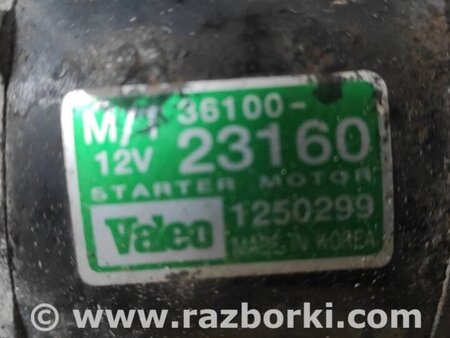 M/T 36100-
12V 23160
STARTER MOTOR
Valeo 1250299
MADE IN KOREA
© www.razborki.com